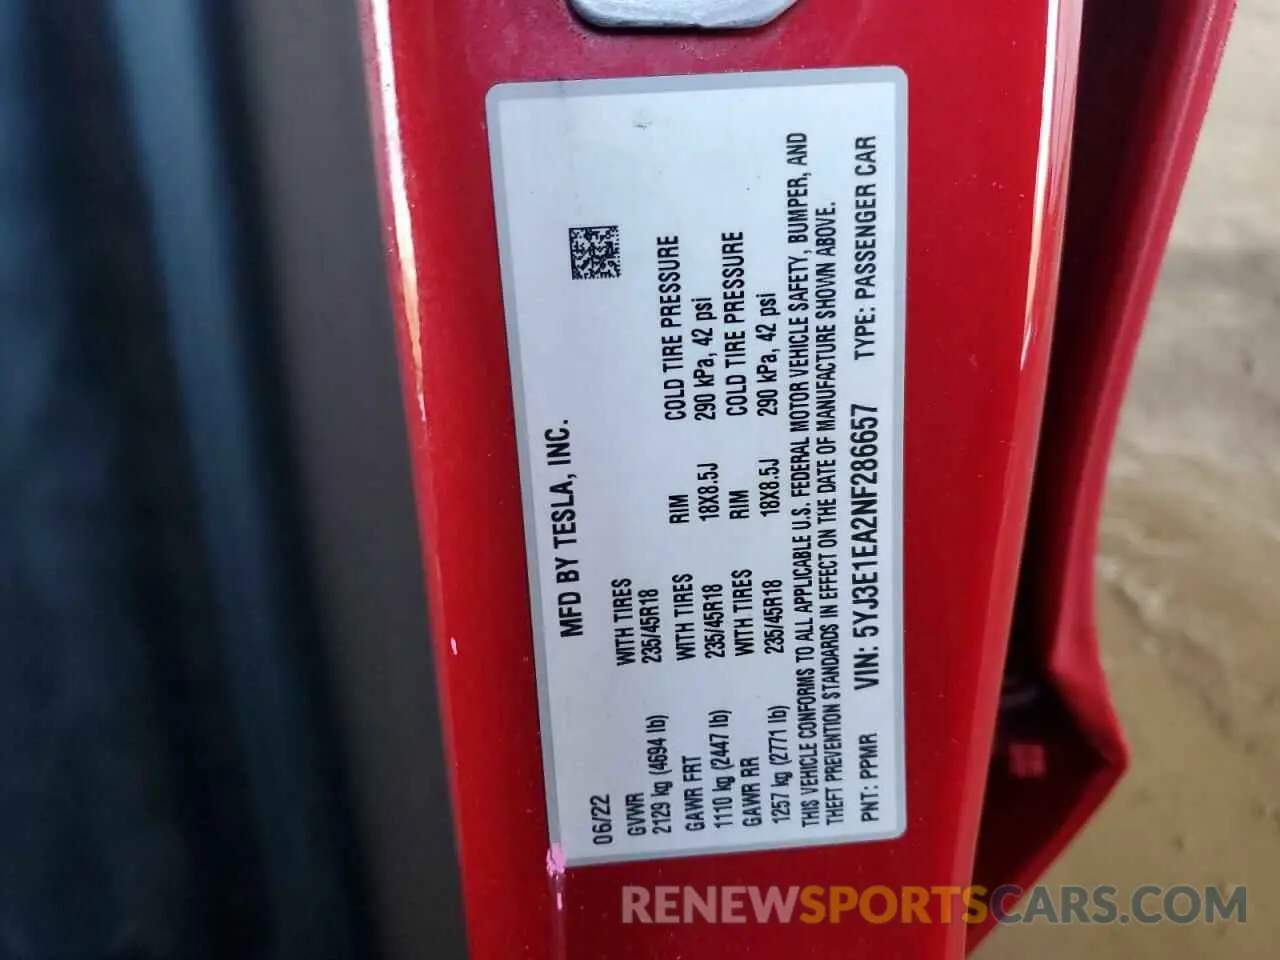 MFD BY TESLA, INC.
06/22
GVWR
2129 kg (4694 lb)
WITH TIRES
235/45R18
GAWR FRT
1110 kg (2447 lb)
WITH TIRES
235/45R18
RIM
18X8.5J
COLD TIRE PRESSURE
290 kPa, 42 psi
GAWR RR
1257 kg (2771 lb)
WITH TIRES
235/45R18
RIM
18X8.5J
COLD TIRE PRESSURE
290 kPa, 42 psi
THIS VEHICLE CONFORMS TO ALL APPLICABLE U.S. FEDERAL MOTOR VEHICLE SAFETY, BUMPER, AND
THEFT PREVENTION STANDARDS IN EFFECT ON THE DATE OF MANUFACTURE SHOWN ABOVE.
PNT: PPMR VIN: 5YJ3E1EA2NF286657 TYPE: PASSENGER CAR
RENEWSPORTSCARS.COM